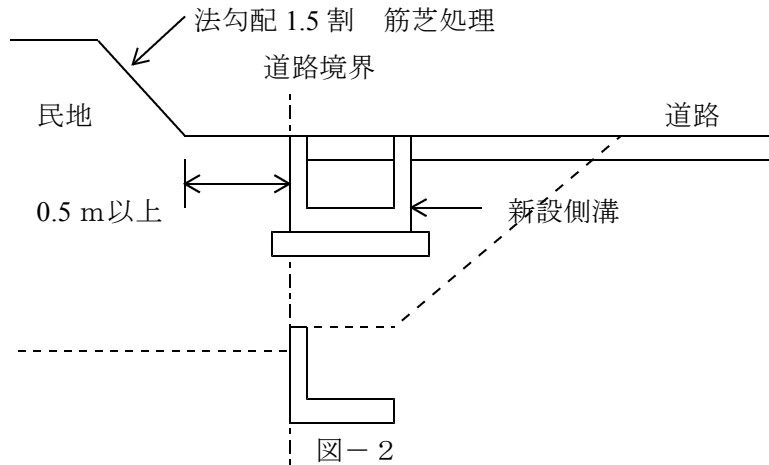 法勾配 1.5 割　筋芝処理
道路境界
民地
道路
0.5 m以上
新設側溝
図－２